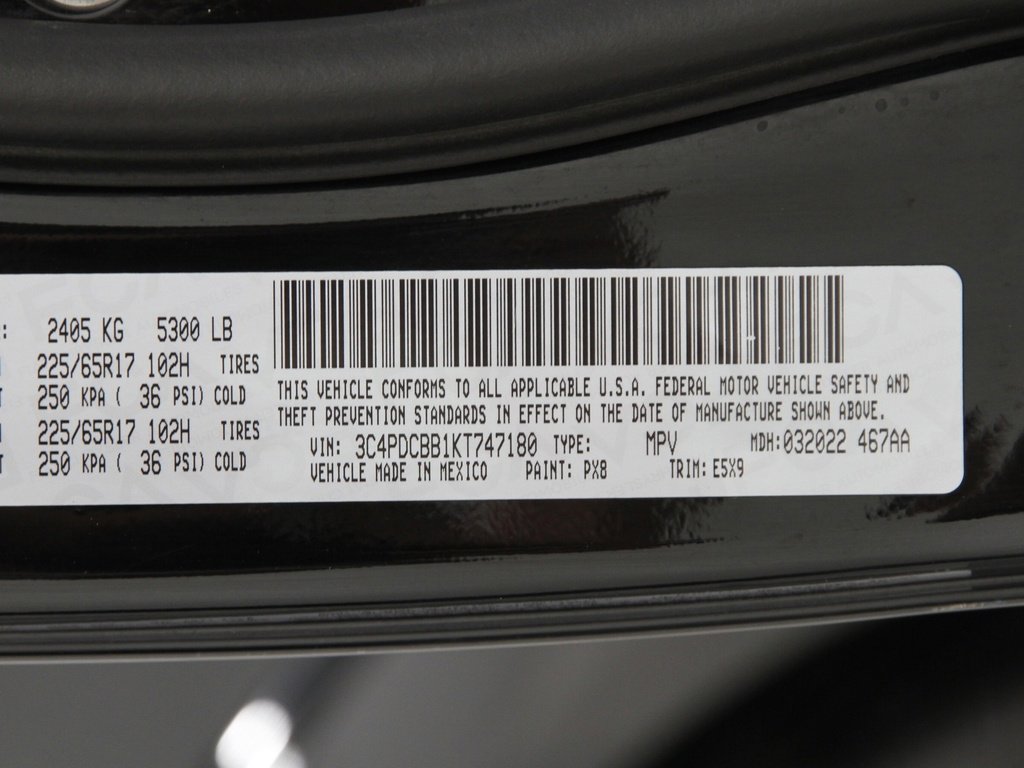 : 2405 KG 5300 LB
225/65R17 102H TIRES
250 KPA ( 36 PSI) COLD
225/65R17 102H TIRES
250 KPA ( 36 PSI) COLD
THIS VEHICLE CONFORMS TO ALL APPLICABLE U.S.A. FEDERAL MOTOR VEHICLE SAFETY AND
THEFT PREVENTION STANDARDS IN EFFECT ON THE DATE OF MANUFACTURE SHOWN ABOVE.
VIN: 3C4PDCBB1KT747180 TYPE: MPV MDH:032022 467AA
VEHICLE MADE IN MEXICO PAINT: PX8 TRIM: E5X9